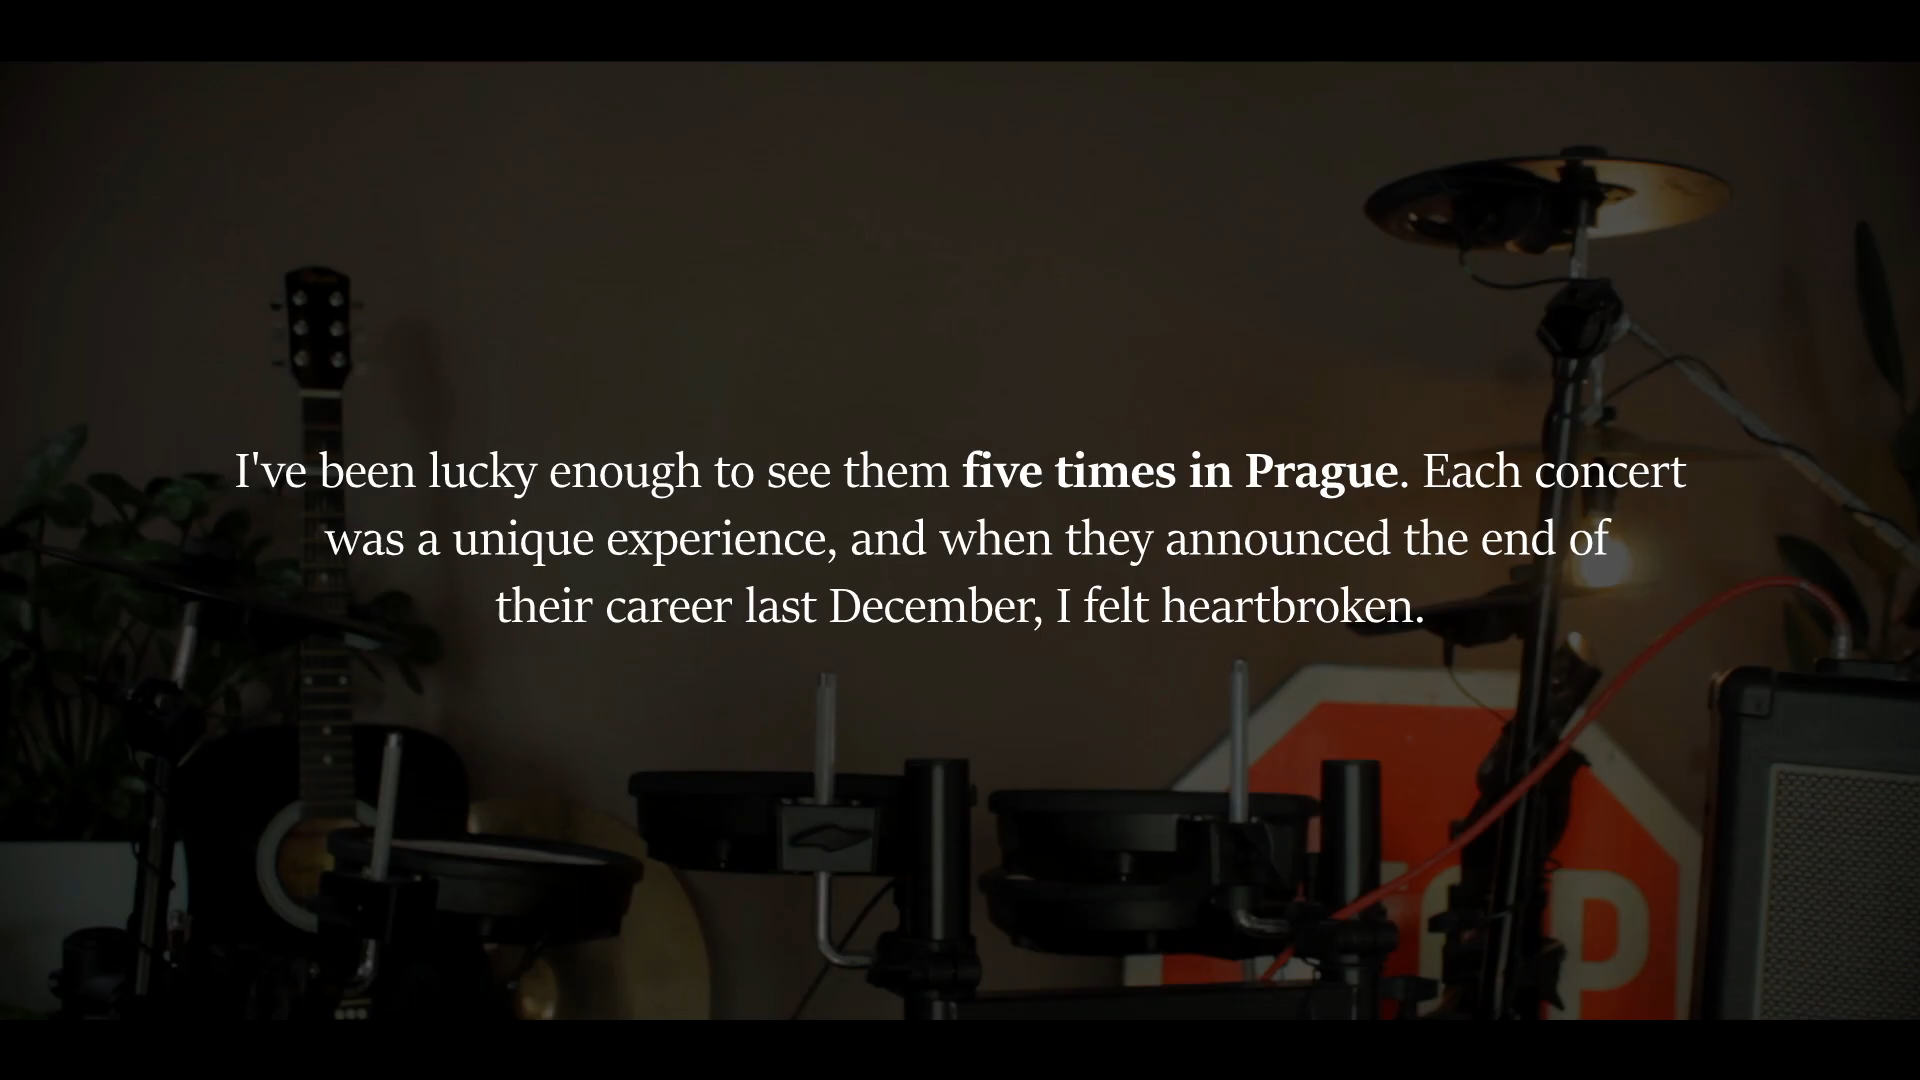 I've been lucky enough to see them five times in Prague. Each concert
was a unique experience, and when they announced the end of
their career last December, I felt heartbroken.
OP